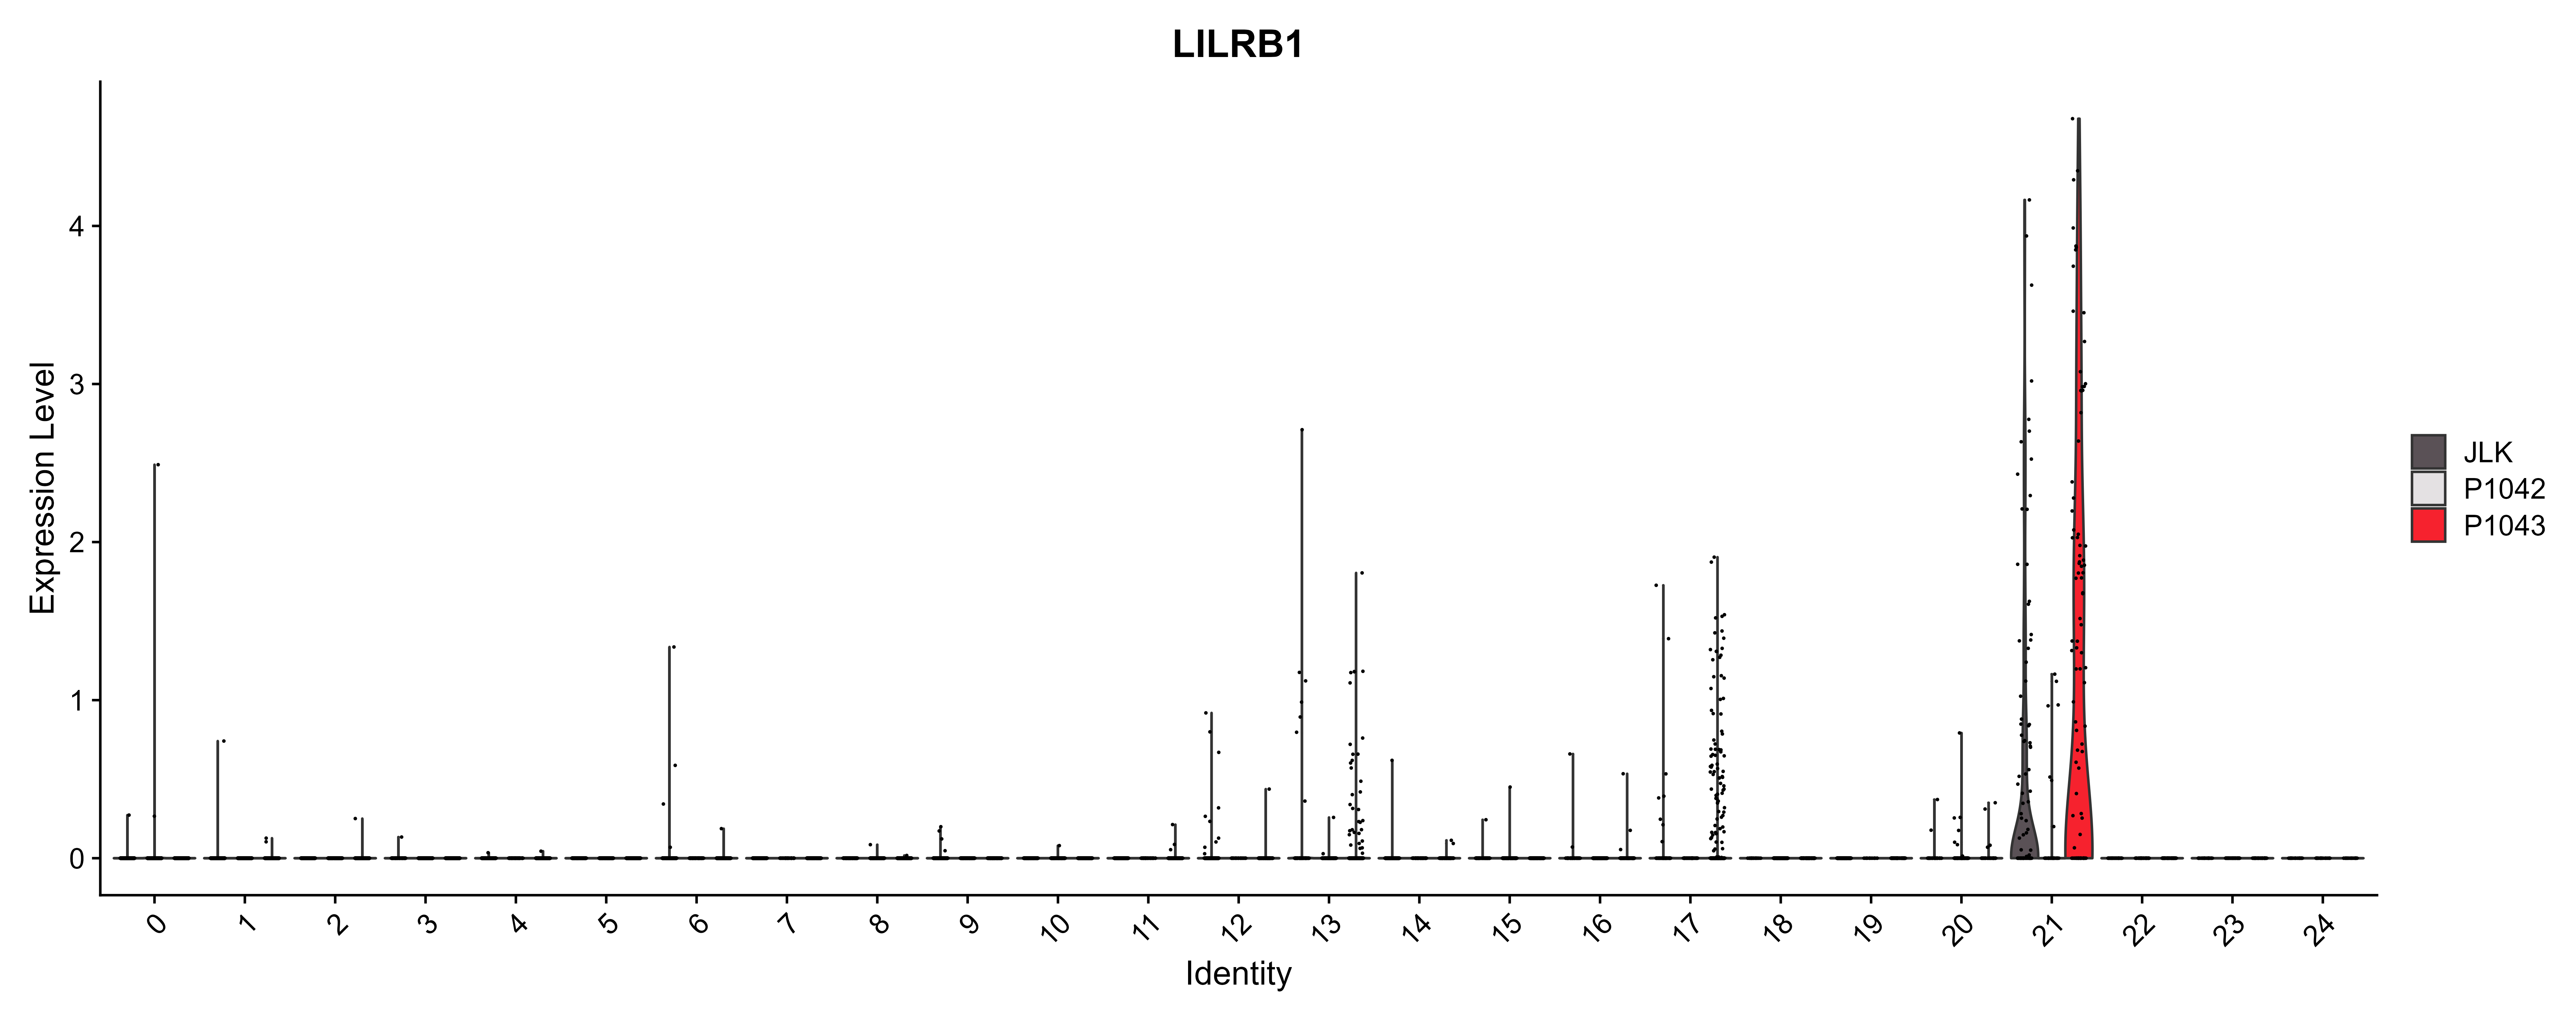 LILRB1
Expression Level
4
3
2
1
0
0 1 2 3 4 5 6 7 8 9 10 11 12 13 14 15 16 17 18 19 20 21 22 23 24
Identity
JLK
P1042
P1043